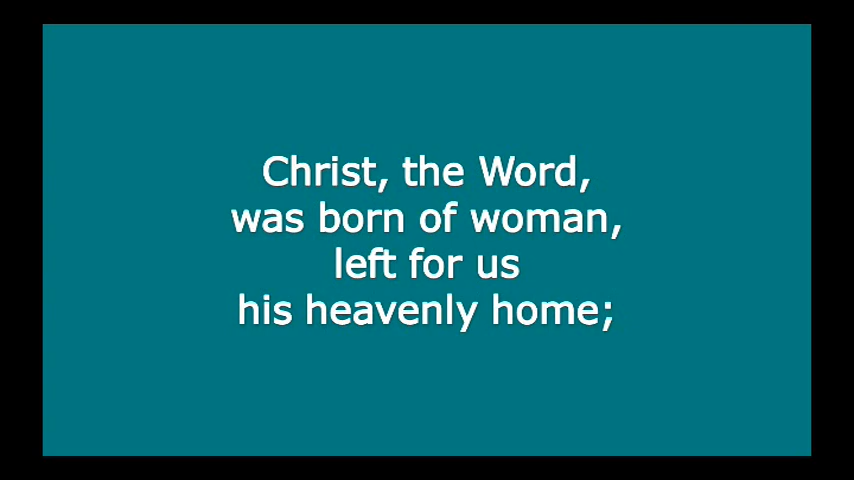 Christ, the Word,
was born of woman,
left for us
his heavenly home;